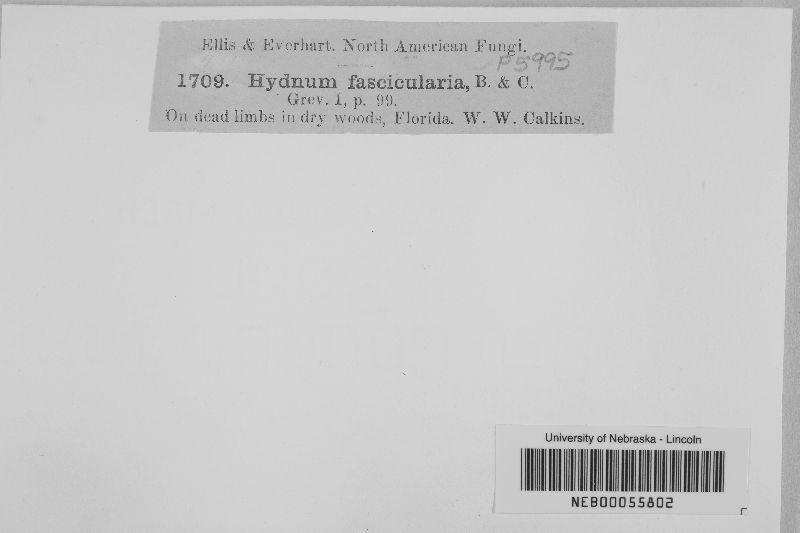 Ellis & Everhart. North American Fungi.
P5995
1709. Hydnum fascicularia, B. & C.
Grev. I, p. 99.
On dead limbs in dry woods, Florida. W. W. Calkins.
University of Nebraska - Lincoln
NEB00055802